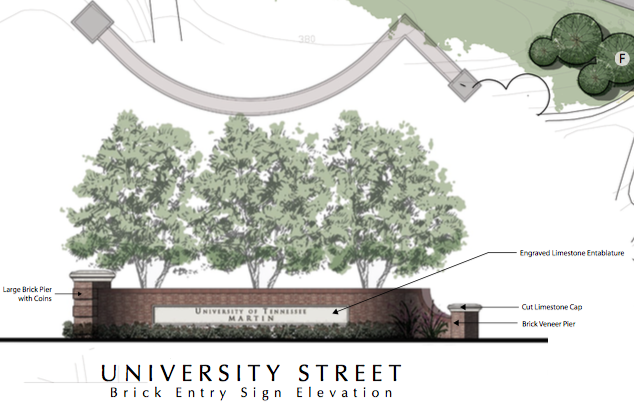 380
F
Engraved Limestone Entablature
Large Brick Pier
with Coins
Cut Limestone Cap
University of Tennessee
MARTIN
Brick Veneer Pier
UNIVERSITY STREET
Brick Entry Sign Elevation